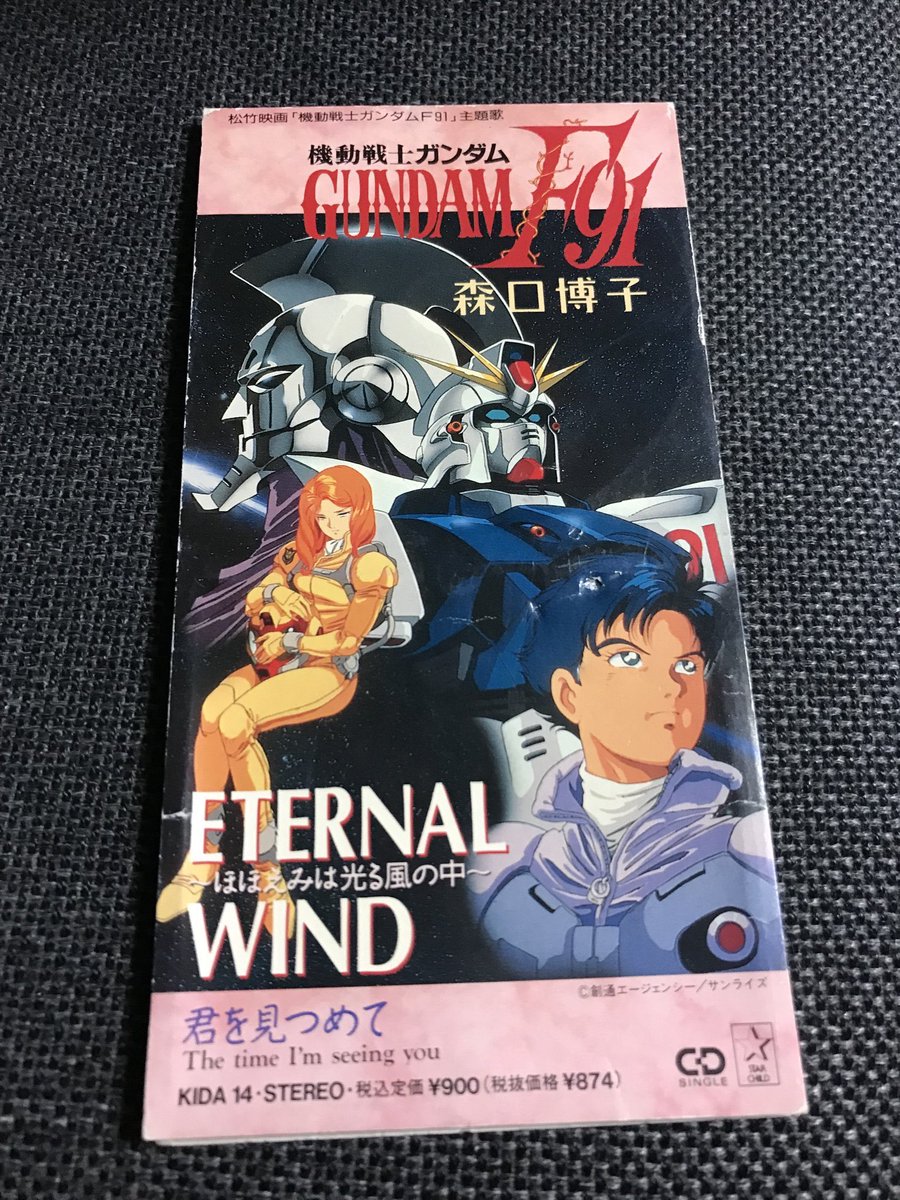 松竹映画「機動戦士ガンダムF91」主題歌
機動戦士ガンダム
GUNDAM F91
森口博子
91
ETERNAL
～ほほえみは光る風の中～
WIND
©創通エージェンシー／サンライズ
君を見つめて
The time I'm seeing you
KIDA 14・STEREO・税込定価¥900(税抜価格¥874)
CD
SINGLE
STAR
CHILD